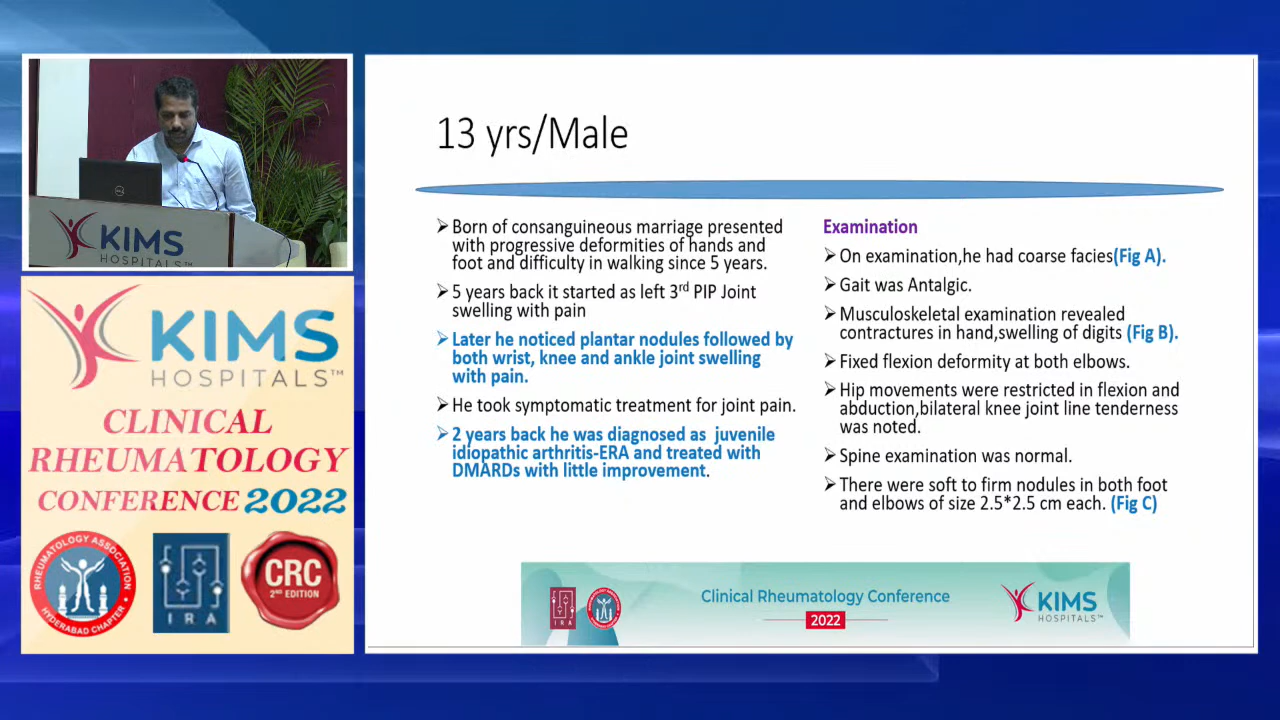 KIMS
HOSPITALS
KIMS
HOSPITALS™
CLINICAL
RHEUMATOLOGY
CONFERENCE 2022
RHEUMATOLOGY ASSOCIATION
HYDERABAD CHAPTER
IRA
CRC
2ND EDITION
13 yrs/Male
Born of consanguineous marriage presented
with progressive deformities of hands and
foot and difficulty in walking since 5 years.
5 years back it started as left 3rd PIP Joint
swelling with pain
Later he noticed plantar nodules followed by
both wrist, knee and ankle joint swelling
with pain.
He took symptomatic treatment for joint pain.
2 years back he was diagnosed as juvenile
idiopathic arthritis-ERA and treated with
DMARDs with little improvement.
Examination
On examination,he had coarse facies(Fig A).
Gait was Antalgic.
Musculoskeletal examination revealed
contractures in hand,swelling of digits (Fig B).
Fixed flexion deformity at both elbows.
Hip movements were restricted in flexion and
abduction,bilateral knee joint line tenderness
was noted.
Spine examination was normal.
There were soft to firm nodules in both foot
and elbows of size 2.5*2.5 cm each. (Fig C)
IRA
Clinical Rheumatology Conference
2022
KIMS
HOSPITALS™